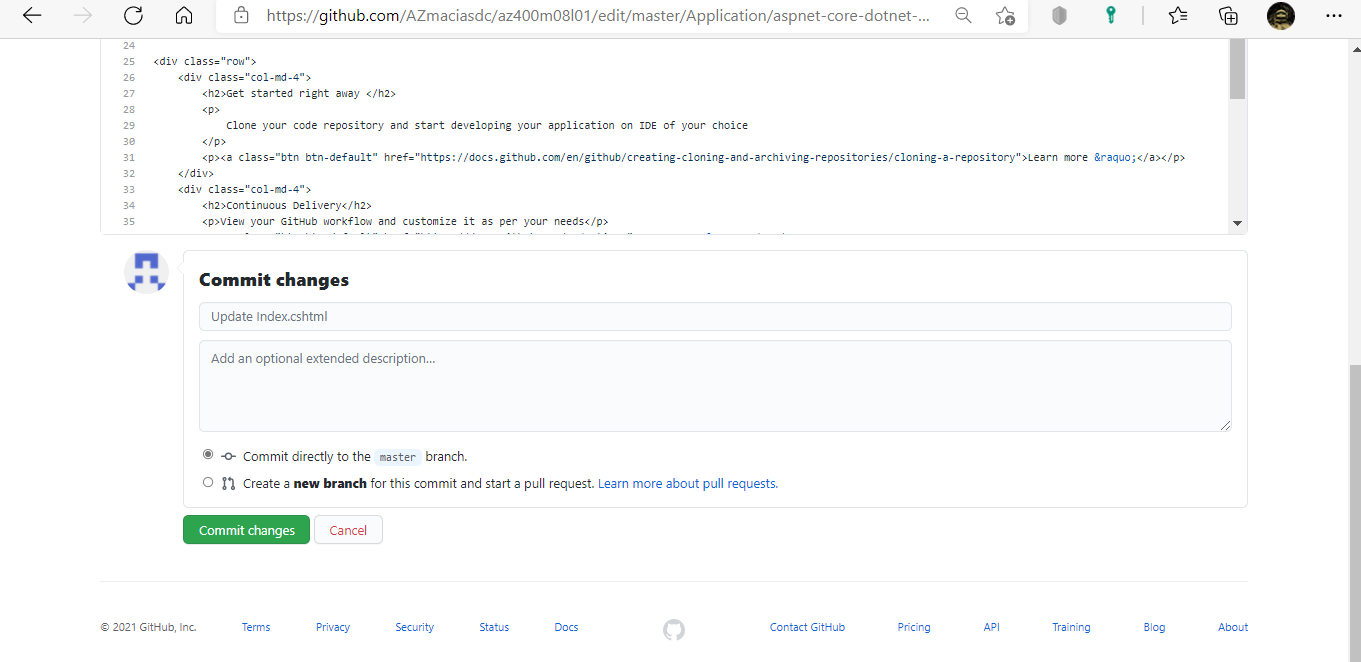 https://github.com/AZmaciasdc/az400m08l01/edit/master/Application/aspnet-core-dotnet-...
24
25 <div class="row">
26 <div class="col-md-4">
27 <h2>Get started right away </h2>
28 <p>
29 Clone your code repository and start developing your application on IDE of your choice
30 </p>
31 <p><a class="btn btn-default" href="https://docs.github.com/en/github/creating-cloning-and-archiving-repositories/cloning-a-repository">Learn more &raquo;</a></p>
32 </div>
33 <div class="col-md-4">
34 <h2>Continuous Delivery</h2>
35 <p>View your GitHub workflow and customize it as per your needs</p>
Commit changes
Update Index.cshtml
Add an optional extended description...
Commit directly to the master branch.
Create a new branch for this commit and start a pull request. Learn more about pull requests.
Commit changes Cancel
© 2021 GitHub, Inc. Terms Privacy Security Status Docs Contact GitHub Pricing API Training Blog About